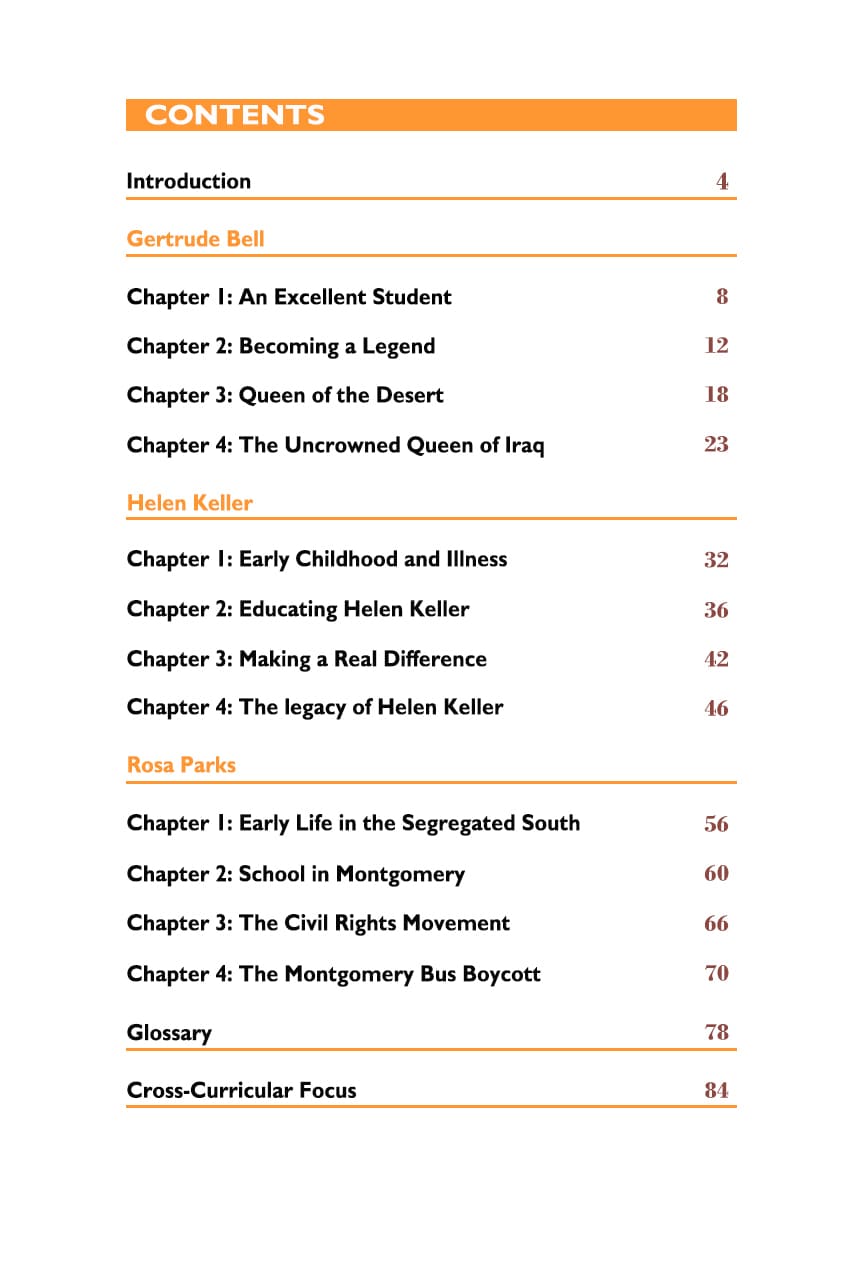 CONTENTS
Introduction 4
Gertrude Bell
Chapter 1: An Excellent Student 8
Chapter 2: Becoming a Legend 12
Chapter 3: Queen of the Desert 18
Chapter 4: The Uncrowned Queen of Iraq 23
Helen Keller
Chapter 1: Early Childhood and Illness 32
Chapter 2: Educating Helen Keller 36
Chapter 3: Making a Real Difference 42
Chapter 4: The legacy of Helen Keller 46
Rosa Parks
Chapter 1: Early Life in the Segregated South 56
Chapter 2: School in Montgomery 60
Chapter 3: The Civil Rights Movement 66
Chapter 4: The Montgomery Bus Boycott 70
Glossary 78
Cross-Curricular Focus 84